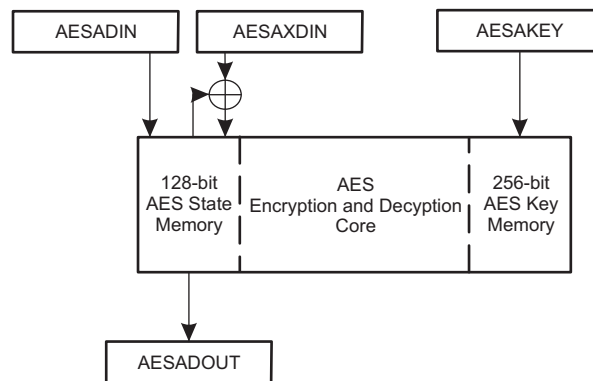 AESADIN
AESAXDIN
AESAKEY
128-bit
AES State
Memory
AES
Encryption and Decyption
Core
256-bit
AES Key
Memory
AESADOUT